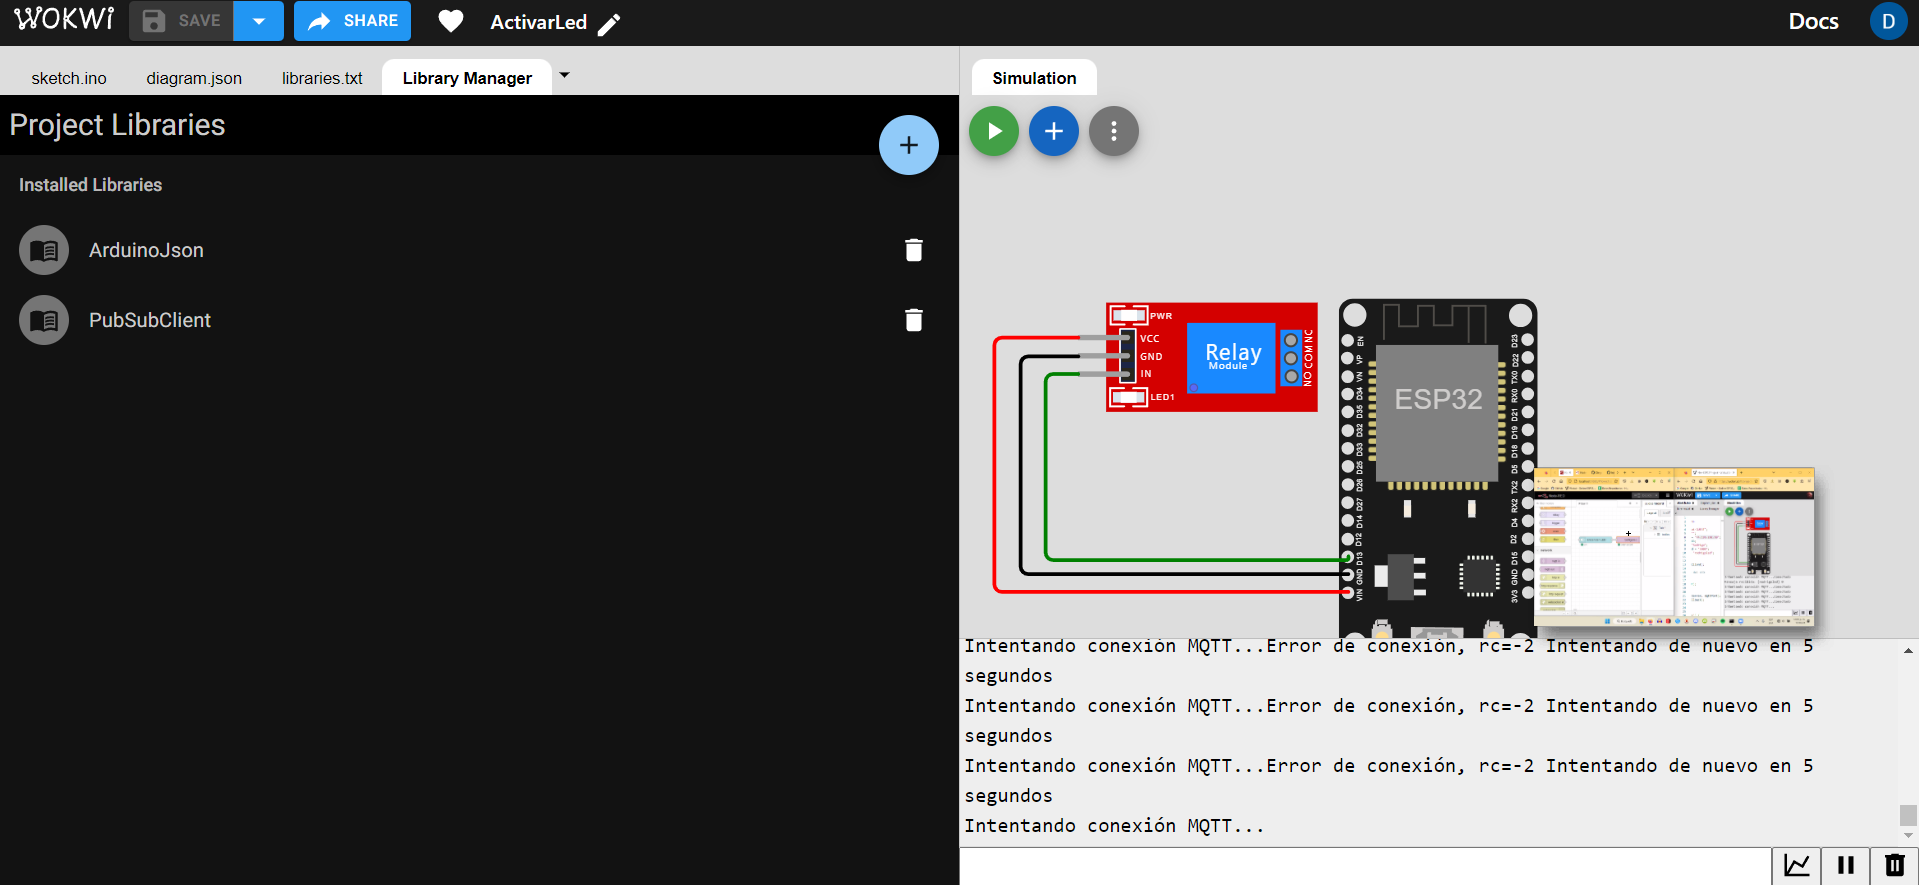 WOKWI SAVE SHARE ActivarLed Docs D
sketch.ino diagram.json libraries.txt Library Manager
Simulation
Project Libraries
Installed Libraries
ArduinoJson
PubSubClient
PWR
VCC
GND
IN
LED1
Relay
Module
NO COM NC
ESP32
EN
VP
VN
D34
D35
D32
D33
D25
D26
D27
D14
D12
D13
GND
VIN
D23
D22
TX0
RX0
D21
D19
D18
D5
TX2
RX2
D4
D2
D15
GND
3V3
WOKWI
Intentando conexión MQTT...Error de conexión, rc=-2 Intentando de nuevo en 5
segundos
Intentando conexión MQTT...Error de conexión, rc=-2 Intentando de nuevo en 5
segundos
Intentando conexión MQTT...Error de conexión, rc=-2 Intentando de nuevo en 5
segundos
Intentando conexión MQTT...